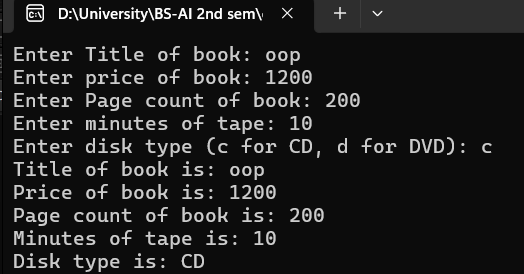 D:\University\BS-AI 2nd sem\
Enter Title of book: oop
Enter price of book: 1200
Enter Page count of book: 200
Enter minutes of tape: 10
Enter disk type (c for CD, d for DVD): c
Title of book is: oop
Price of book is: 1200
Page count of book is: 200
Minutes of tape is: 10
Disk type is: CD